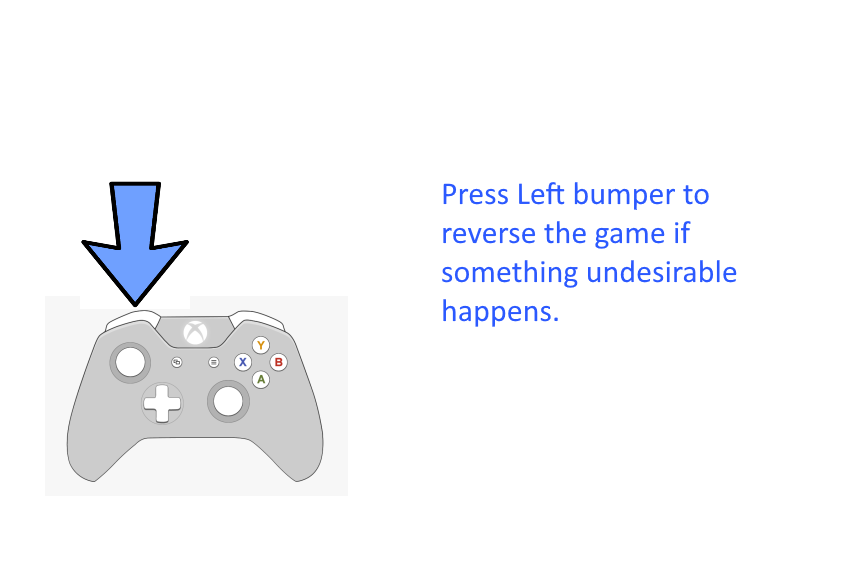 Press Left bumper to
reverse the game if
something undesirable
happens.
Y
X B
A